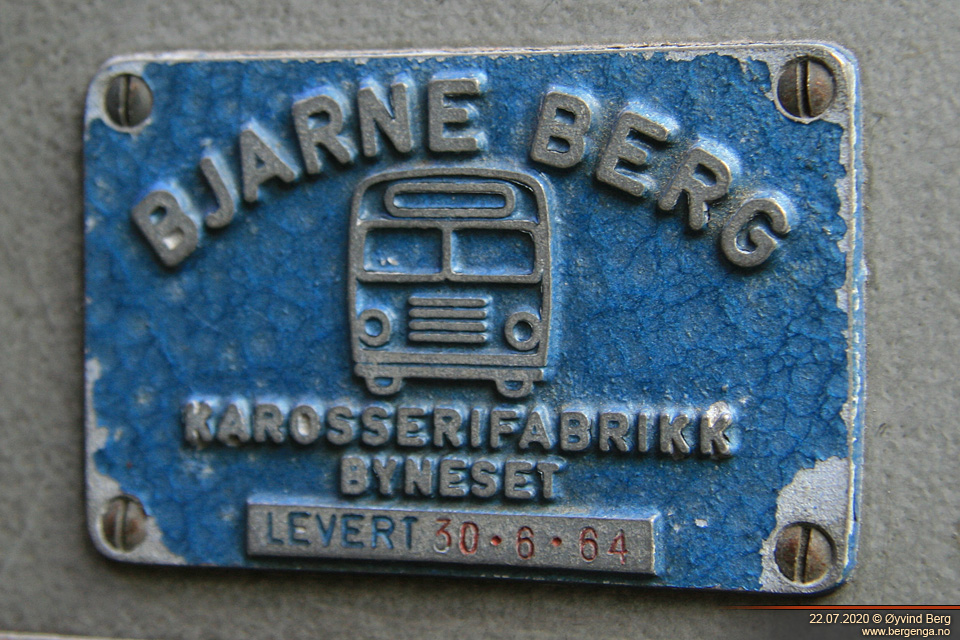 BJARNE BERG
KAROSSERIFABRIKK
BYNESET
LEVERT 30·6·64
22.07.2020 © Øyvind Berg
www.bergenga.no